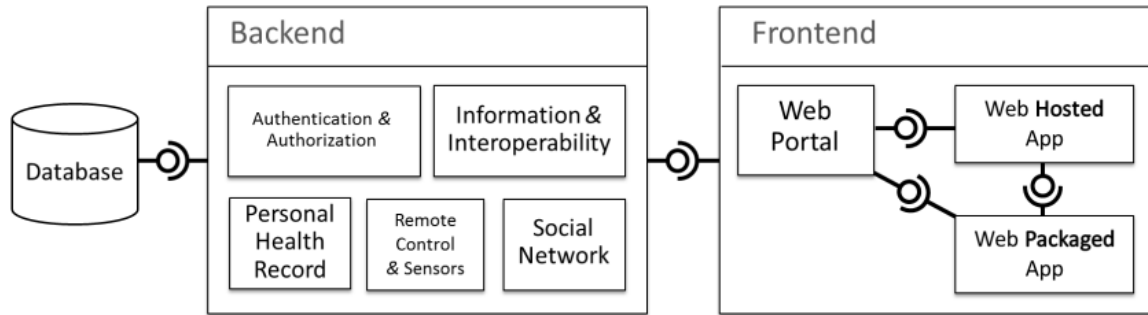 Backend
Frontend
Database
Authentication &
Authorization
Information &
Interoperability
Personal
Health
Record
Remote
Control
& Sensors
Social
Network
Web
Portal
Web Hosted
App
Web Packaged
App